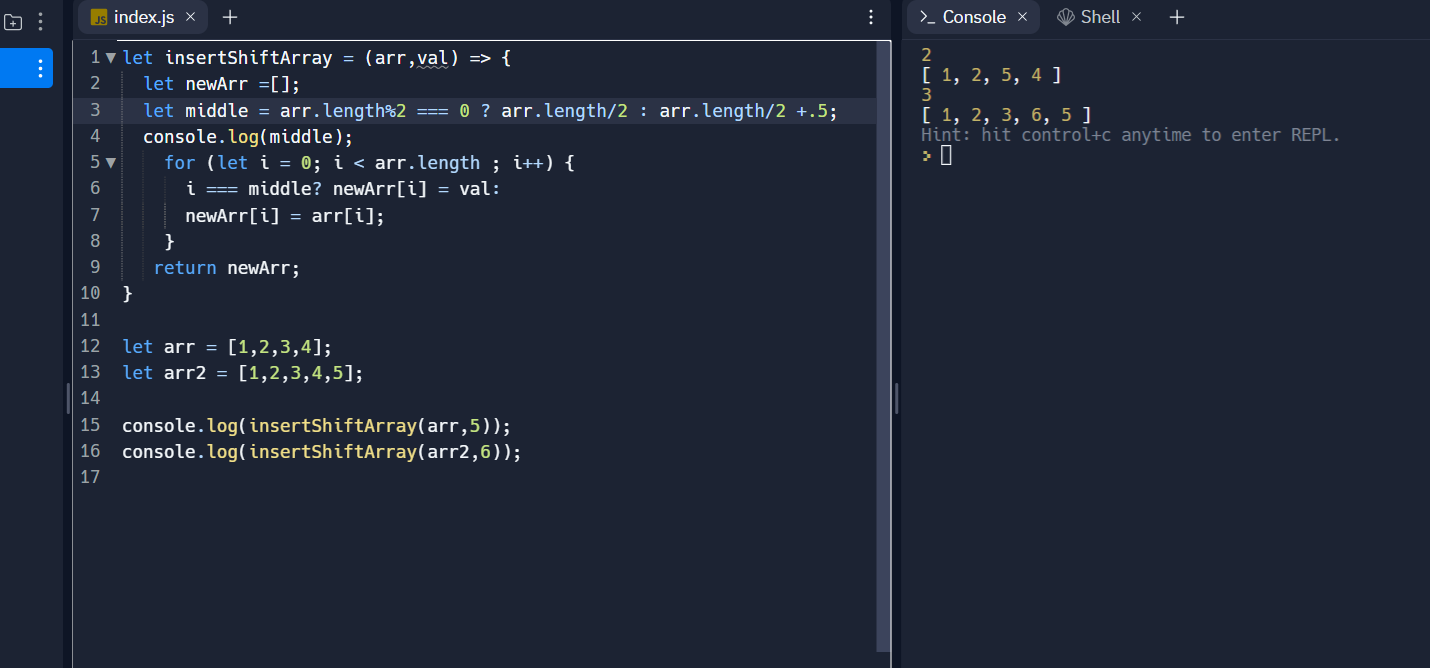 index.js × +
1 let insertShiftArray = (arr,val) => {
2 let newArr =[];
3 let middle = arr.length%2 === 0 ? arr.length/2 : arr.length/2 +.5;
4 console.log(middle);
5 for (let i = 0; i < arr.length ; i++) {
6 i === middle? newArr[i] = val:
7 newArr[i] = arr[i];
8 }
9 return newArr;
10 }
11
12 let arr = [1,2,3,4];
13 let arr2 = [1,2,3,4,5];
14
15 console.log(insertShiftArray(arr,5));
16 console.log(insertShiftArray(arr2,6));
17
>_ Console × Shell × +
2
[ 1, 2, 5, 4 ]
3
[ 1, 2, 3, 6, 5 ]
Hint: hit control+c anytime to enter REPL.
>